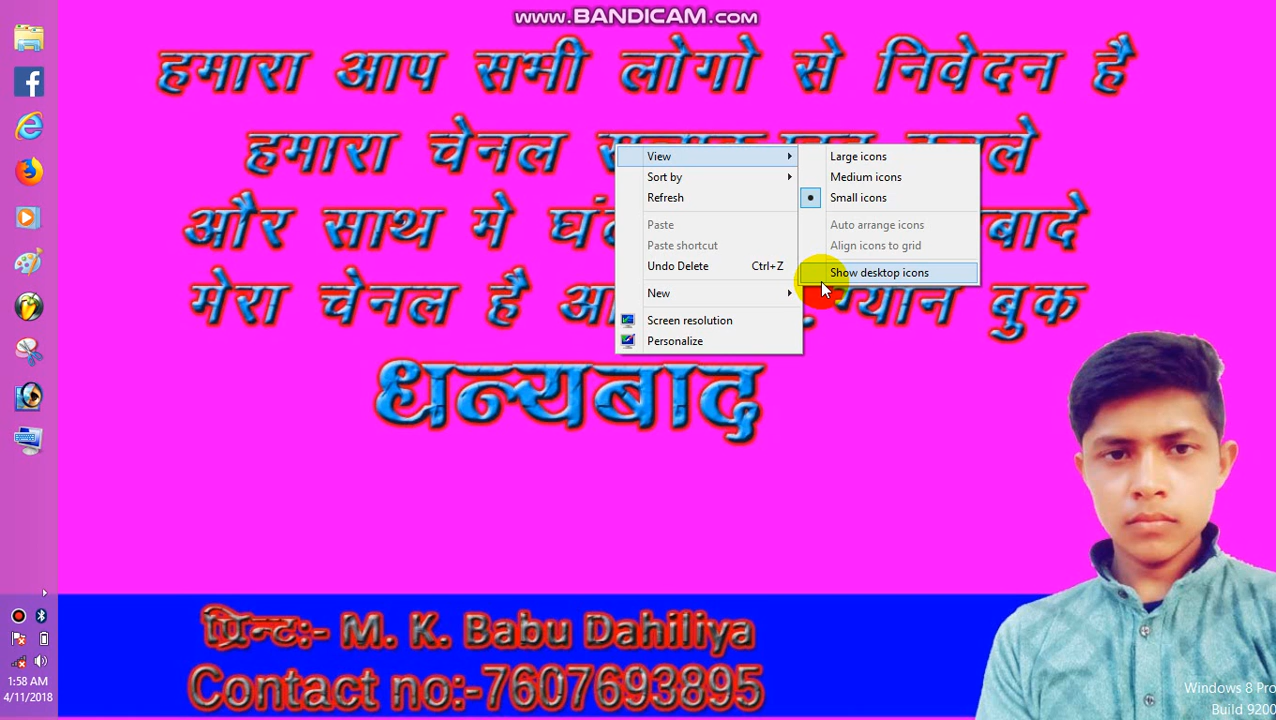 www.BANDICAM.com
हमारा आप सभी लोगो से निवेदन है
हमारा चेनल
और साथ मे बादे
मेरा चेनल है ग्यान बुक
धन्यबाद
View
Sort by
Refresh
Paste
Paste shortcut
Undo Delete Ctrl+Z
New
Screen resolution
Personalize
Large icons
Medium icons
Small icons
Auto arrange icons
Align icons to grid
Show desktop icons
प्रिन्टः- M. K. Babu Dahiliya
Contact no:-7607693895
1:58 AM
4/11/2018
Windows 8 Pro
Build 9200